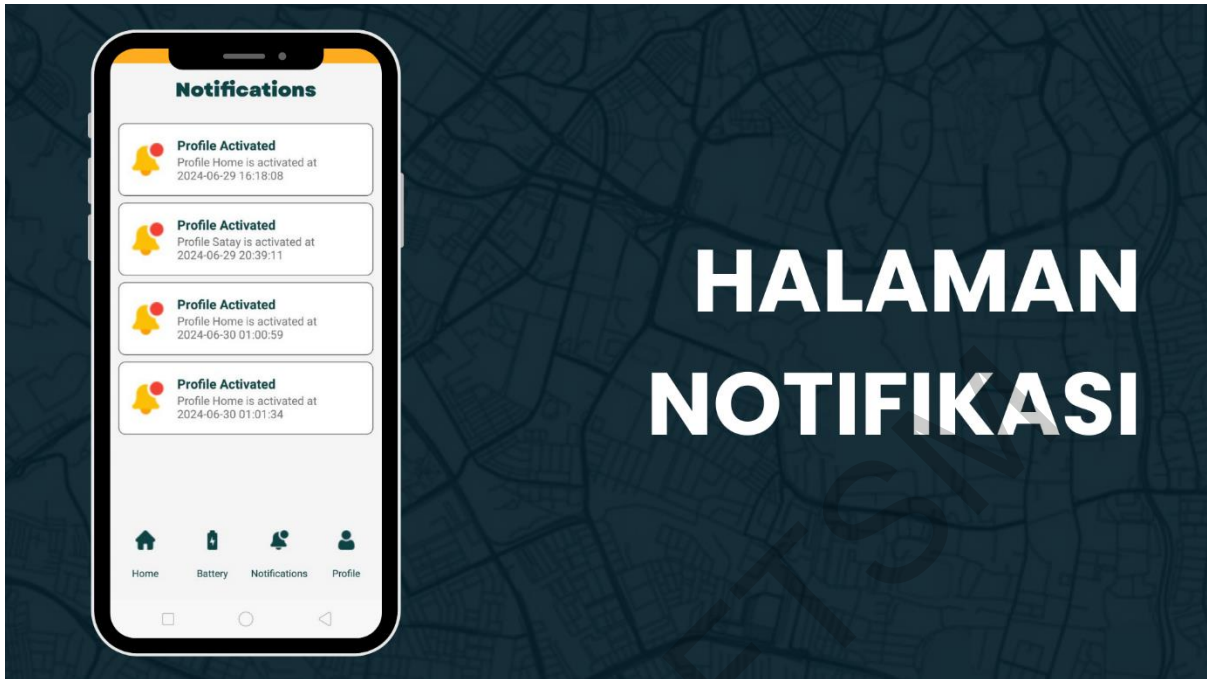 Notifications
Profile Activated
Profile Home is activated at
2024-06-29 16:18:08
Profile Activated
Profile Satay is activated at
2024-06-29 20:39:11
Profile Activated
Profile Home is activated at
2024-06-30 01:00:59
Profile Activated
Profile Home is activated at
2024-06-30 01:01:34
Home Battery Notifications Profile
HALAMAN
NOTIFIKASI